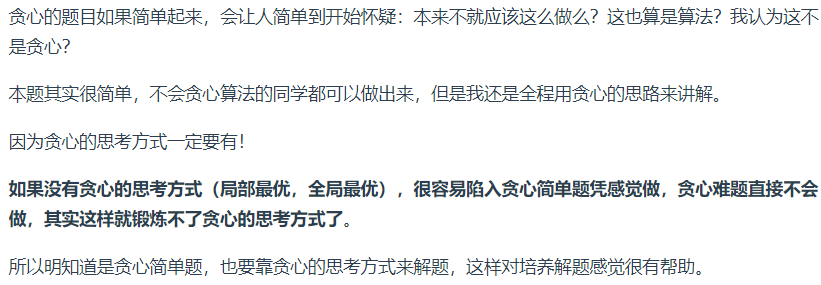 贪心的题目如果简单起来，会让人简单到开始怀疑：本来不就应该这么做么？这也算是算法？我认为这不
是贪心？
本题其实很简单，不会贪心算法的同学都可以做出来，但是我还是全程用贪心的思路来讲解。
因为贪心的思考方式一定要有！
如果没有贪心的思考方式（局部最优，全局最优），很容易陷入贪心简单题凭感觉做，贪心难题直接不会
做，其实这样就锻炼不了贪心的思考方式了。
所以明知道是贪心简单题，也要靠贪心的思考方式来解题，这样对培养解题感觉很有帮助。